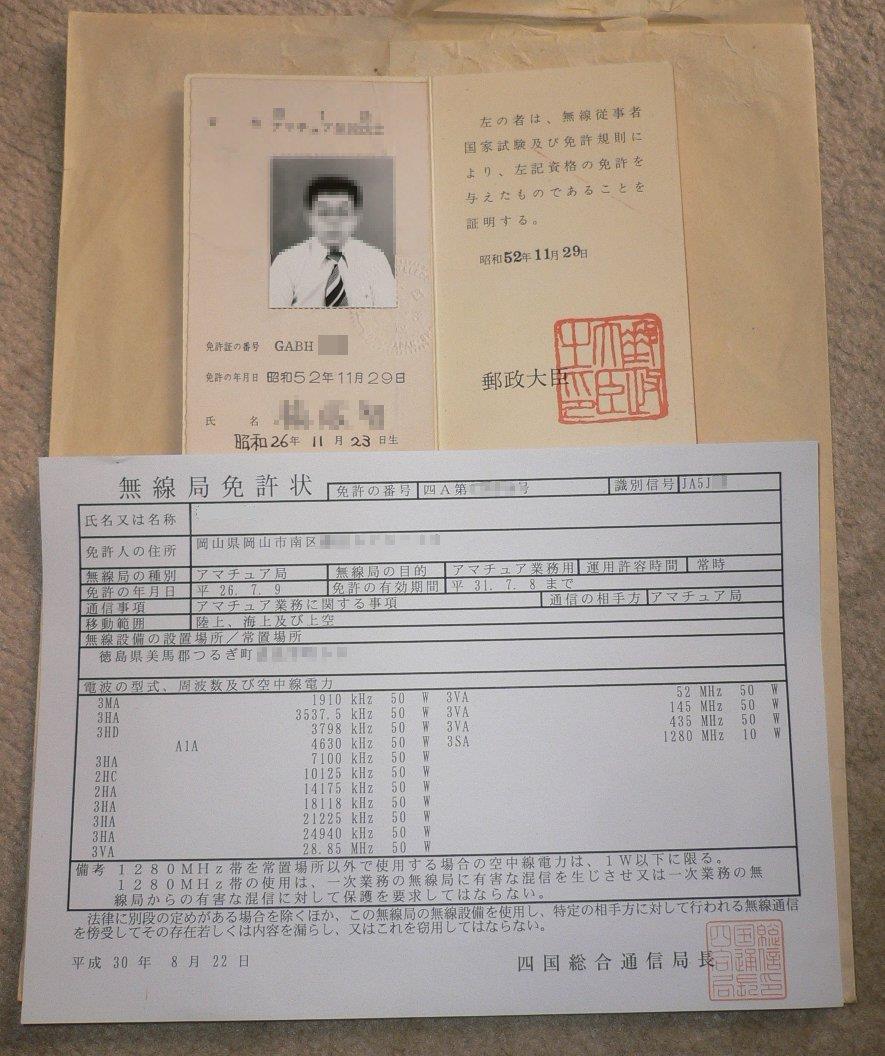 アマチュア無線技士
左の者は、無線従事者
国家試験及び免許規則に
より、左記資格の免許を
与えたものであることを
証明する。
昭和52年11月29日
郵政大臣
免許証の番号 GABH
免許の年月日 昭和52年11月29日
氏 名
昭和26年 11月 23日生
無線局免許状 免許の番号 四A第 号 識別信号 JA5J
氏名又は名称
免許人の住所 岡山県岡山市南区
無線局の種別 アマチュア局 無線局の目的 アマチュア業務用 運用許容時間 常時
免許の年月日 平 26. 7. 9 免許の有効期間 平 31. 7. 8 まで
通信事項 アマチュア業務に関する事項 通信の相手方 アマチュア局
移動範囲 陸上、海上及び上空
無線設備の設置場所/常置場所
徳島県美馬郡つるぎ町
電波の型式、周波数及び空中線電力
3MA 1910 kHz 50 W 3VA 52 MHz 50 W
3HA 3537.5 kHz 50 W 3VA 145 MHz 50 W
3HD 3798 kHz 50 W 3VA 435 MHz 50 W
A1A 4630 kHz 50 W 3SA 1280 MHz 10 W
3HA 7100 kHz 50 W
2HC 10125 kHz 50 W
2HA 14175 kHz 50 W
3HA 18118 kHz 50 W
3HA 21225 kHz 50 W
3HA 24940 kHz 50 W
3VA 28.85 MHz 50 W
備考 1280MHz帯を常置場所以外で使用する場合の空中線電力は、1W以下に限る。
1280MHz帯の使用は、一次業務の無線局に有害な混信を生じさせ又は一次業務の無
線局からの有害な混信に対して保護を要求してはならない。
法律に別段の定めがある場合を除くほか、この無線局の無線設備を使用し、特定の相手方に対して行われる無線通信
を傍受してその存在若しくは内容を漏らし、又はこれを窃用してはならない。
平成 30 年 8 月 22 日
四国総合通信局長